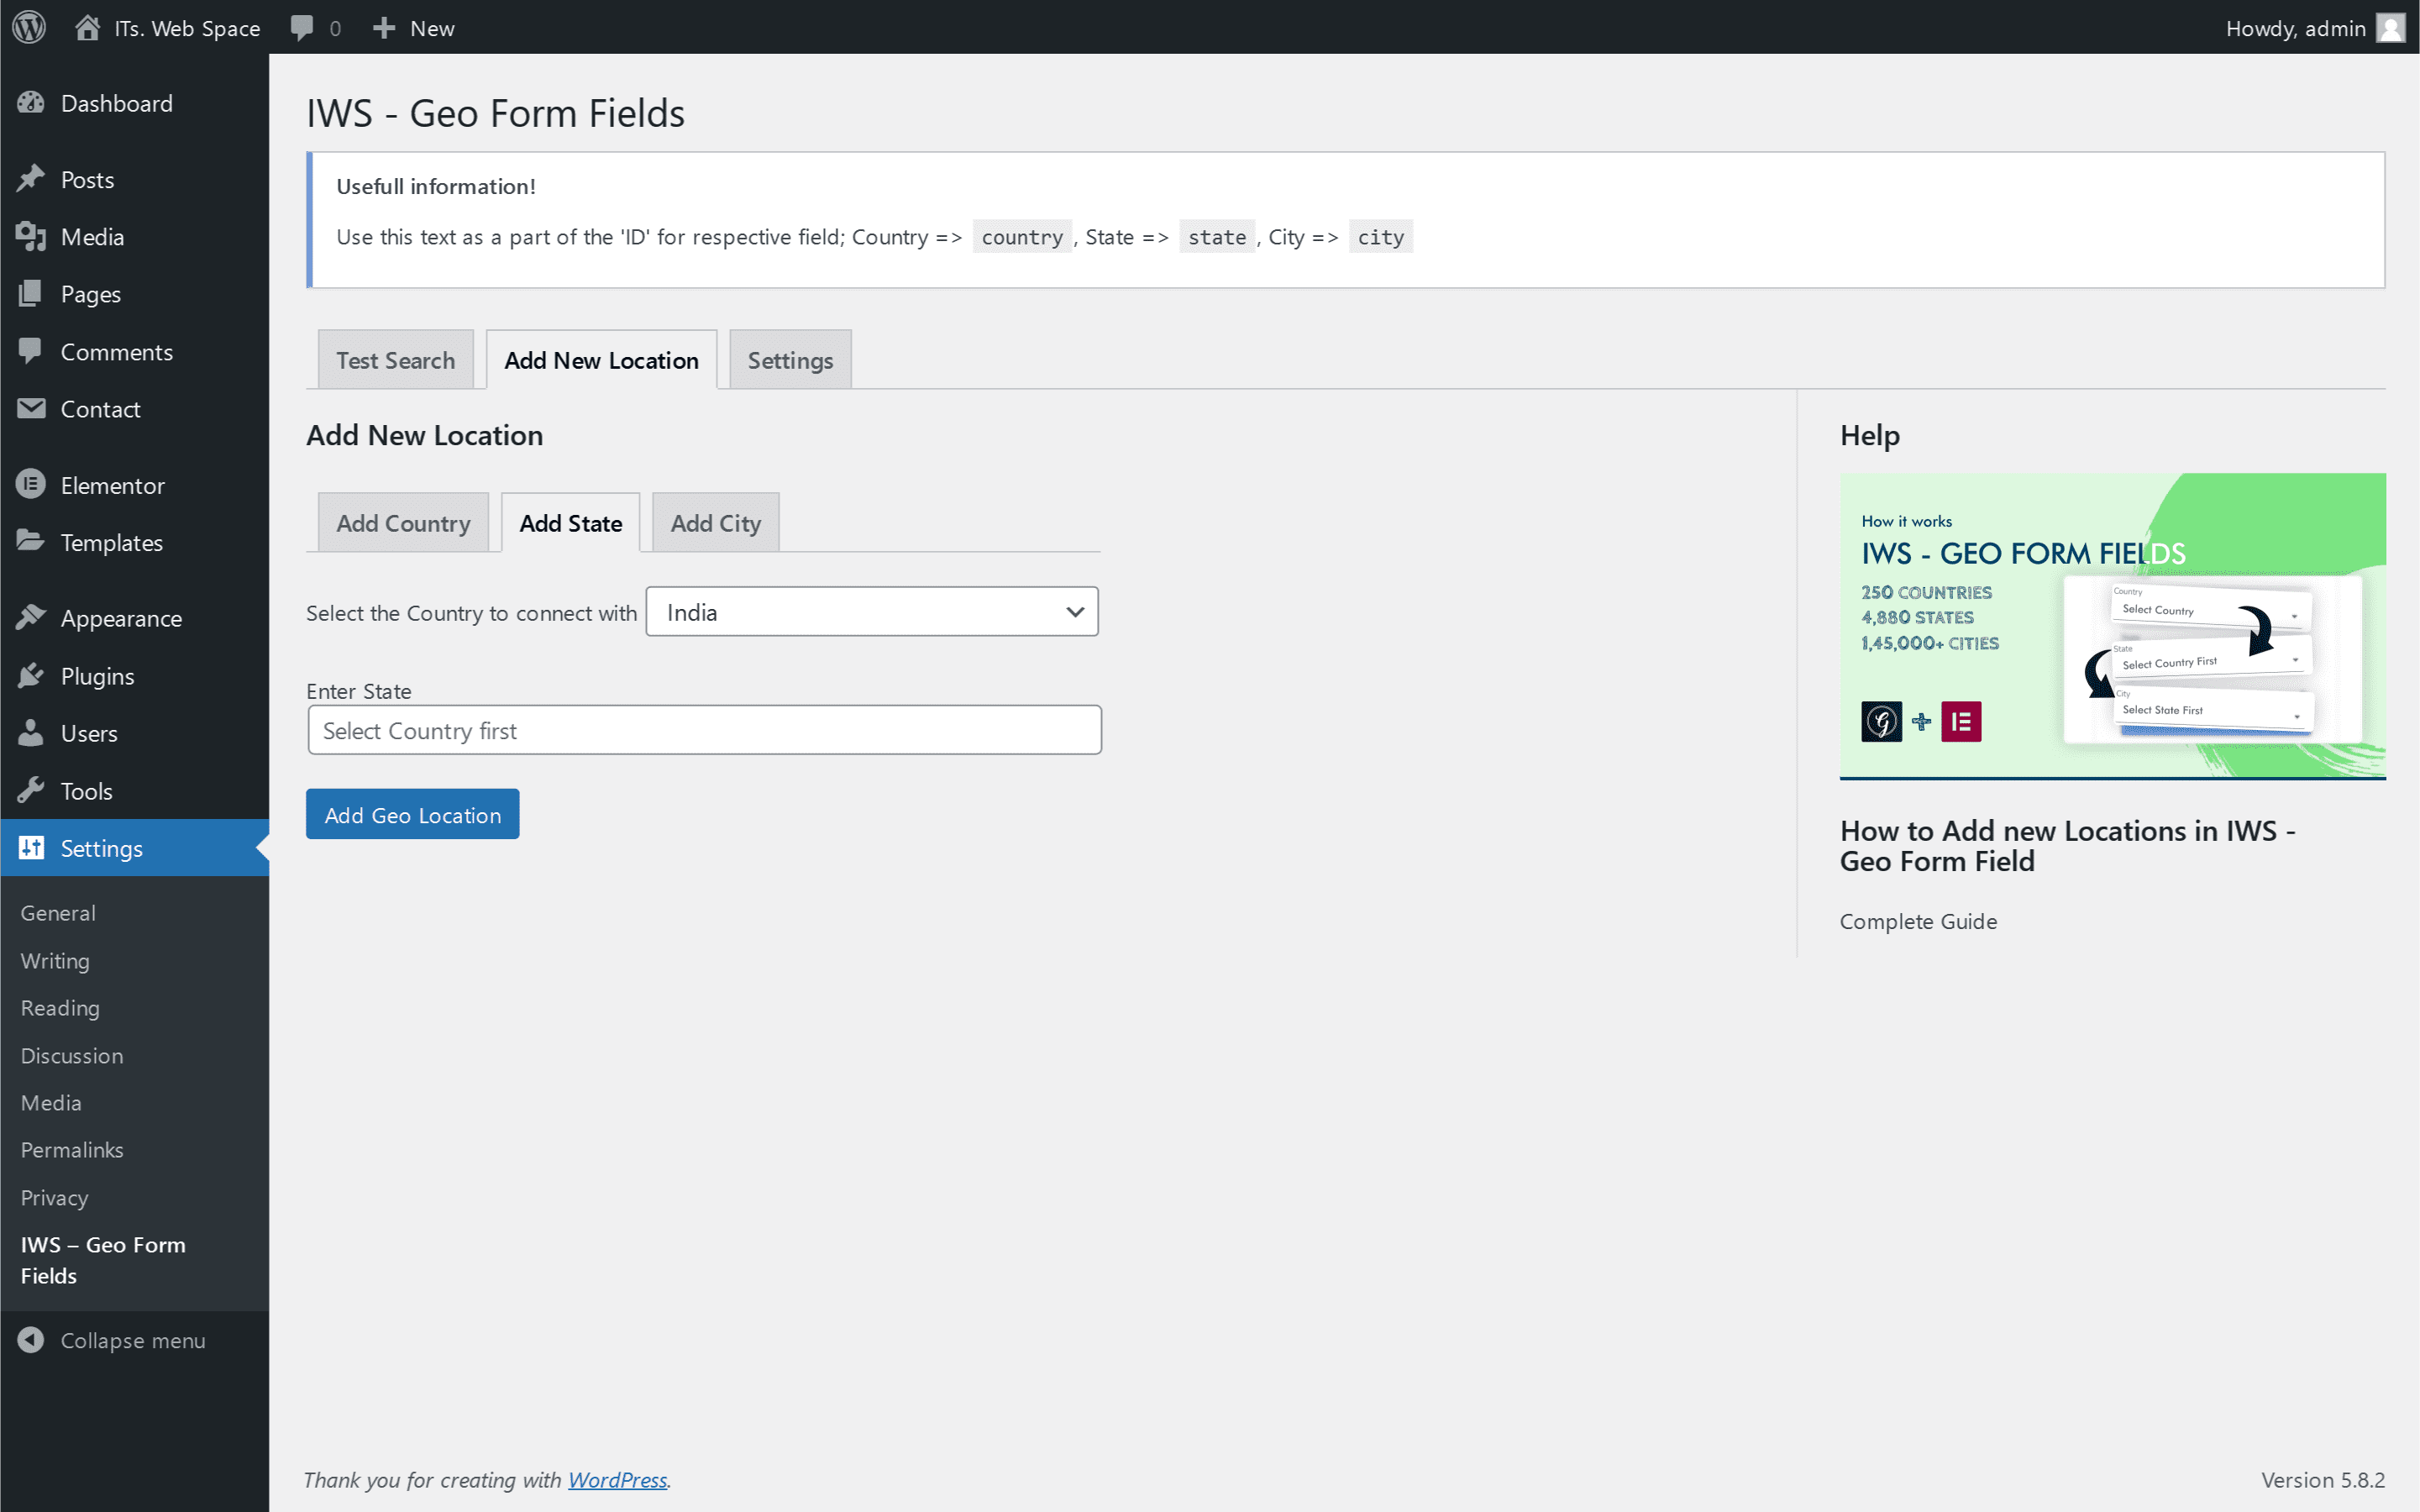 ITs. Web Space
0
New
Howdy, admin
Dashboard
Posts
Media
Pages
Comments
Contact
Elementor
Templates
Appearance
Plugins
Users
Tools
Settings
General
Writing
Reading
Discussion
Media
Permalinks
Privacy
IWS – Geo Form
Fields
Collapse menu
IWS - Geo Form Fields
Usefull information!
Use this text as a part of the 'ID' for respective field; Country => country , State => state , City => city
Test Search
Add New Location
Settings
Add New Location
Add Country
Add State
Add City
Select the Country to connect with India
Enter State
Select Country first
Add Geo Location
Help
How it works
IWS - GEO FORM FIELDS
250 COUNTRIES
4,880 STATES
1,45,000+ CITIES
Country
Select Country
State
Select Country First
City
Select State First
How to Add new Locations in IWS -
Geo Form Field
Complete Guide
Thank you for creating with WordPress.
Version 5.8.2